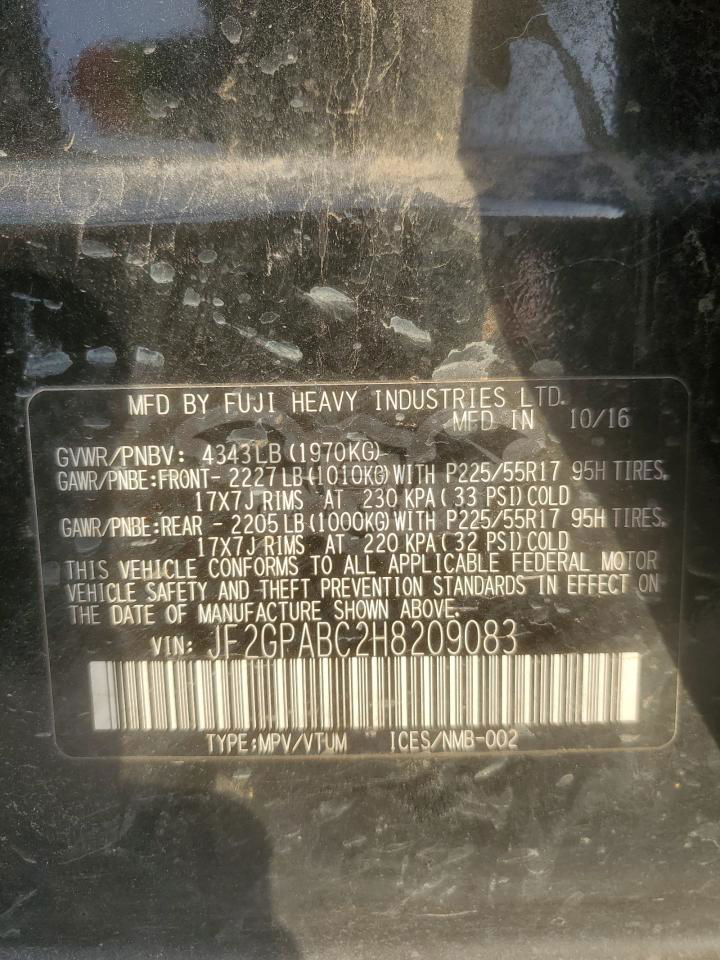 MFD BY FUJI HEAVY INDUSTRIES LTD.
MFD IN 10/16
GVWR/PNBV: 4343LB(1970KG)
GAWR/PNBE:FRONT- 2227LB(1010KG)WITH P225/55R17 95H TIRES,
17X7J RIMS AT 230 KPA(33 PSI)COLD
GAWR/PNBE:REAR - 2205LB(1000KG)WITH P225/55R17 95H TIRES,
17X7J RIMS AT 220 KPA(32 PSI)COLD
THIS VEHICLE CONFORMS TO ALL APPLICABLE FEDERAL MOTOR
VEHICLE SAFETY AND THEFT PREVENTION STANDARDS IN EFFECT ON
THE DATE OF MANUFACTURE SHOWN ABOVE.
VIN: JF2GPABC2H8209083
TYPE:MPV/VTUM ICES/NMB-002